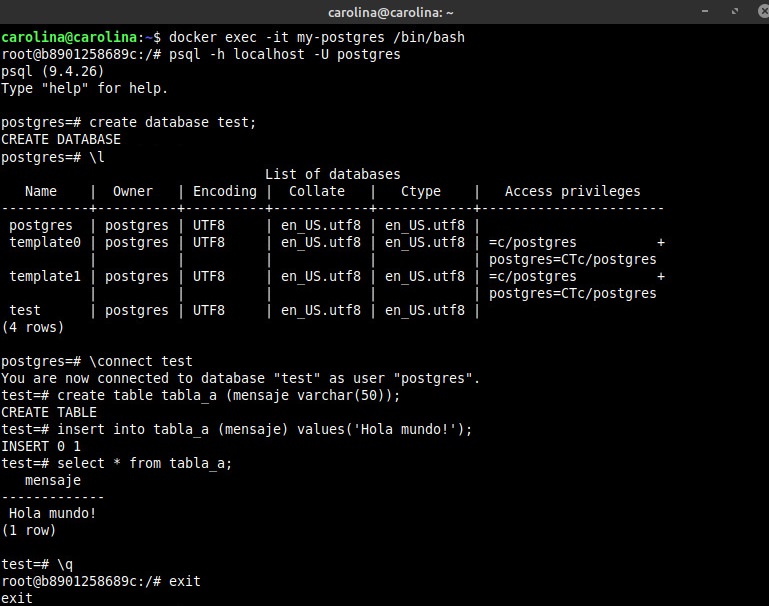 carolina@carolina: ~
carolina@carolina:~$ docker exec -it my-postgres /bin/bash
root@b8901258689c:/# psql -h localhost -U postgres
psql (9.4.26)
Type "help" for help.

postgres=# create database test;
CREATE DATABASE
postgres=# \l
                                 List of databases
   Name    |  Owner   | Encoding |  Collate   |   Ctype    |   Access privileges
-----------+----------+----------+------------+------------+-----------------------
 postgres  | postgres | UTF8     | en_US.utf8 | en_US.utf8 |
 template0 | postgres | UTF8     | en_US.utf8 | en_US.utf8 | =c/postgres          +
           |          |          |            |            | postgres=CTc/postgres
 template1 | postgres | UTF8     | en_US.utf8 | en_US.utf8 | =c/postgres          +
           |          |          |            |            | postgres=CTc/postgres
 test      | postgres | UTF8     | en_US.utf8 | en_US.utf8 |
(4 rows)

postgres=# \connect test
You are now connected to database "test" as user "postgres".
test=# create table tabla_a (mensaje varchar(50));
CREATE TABLE
test=# insert into tabla_a (mensaje) values('Hola mundo!');
INSERT 0 1
test=# select * from tabla_a;
   mensaje
-------------
 Hola mundo!
(1 row)

test=# \q
root@b8901258689c:/# exit
exit